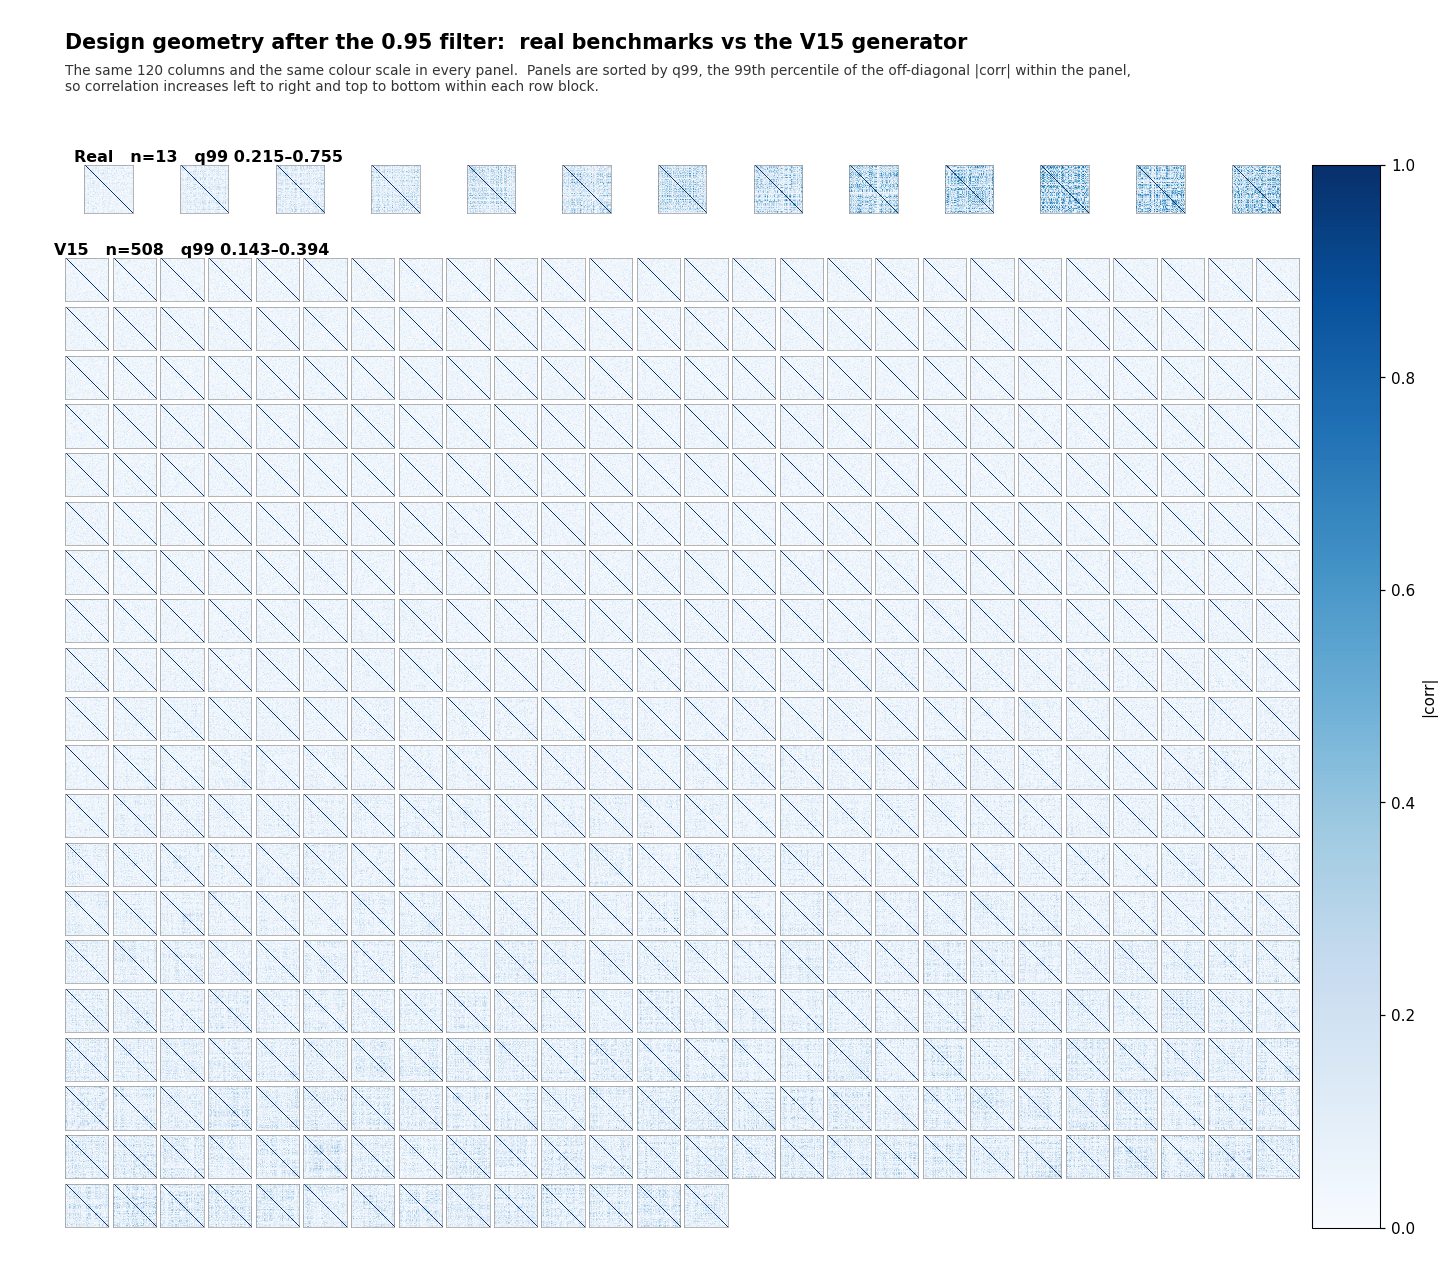 Design geometry after the 0.95 filter:  real benchmarks vs the V15 generator
The same 120 columns and the same colour scale in every panel.  Panels are sorted by q99, the 99th percentile of the off-diagonal |corr| within the panel,
so correlation increases left to right and top to bottom within each row block.
Real   n=13   q99 0.215–0.755
V15   n=508   q99 0.143–0.394
1.0
0.8
0.6
0.4
0.2
0.0
|corr|